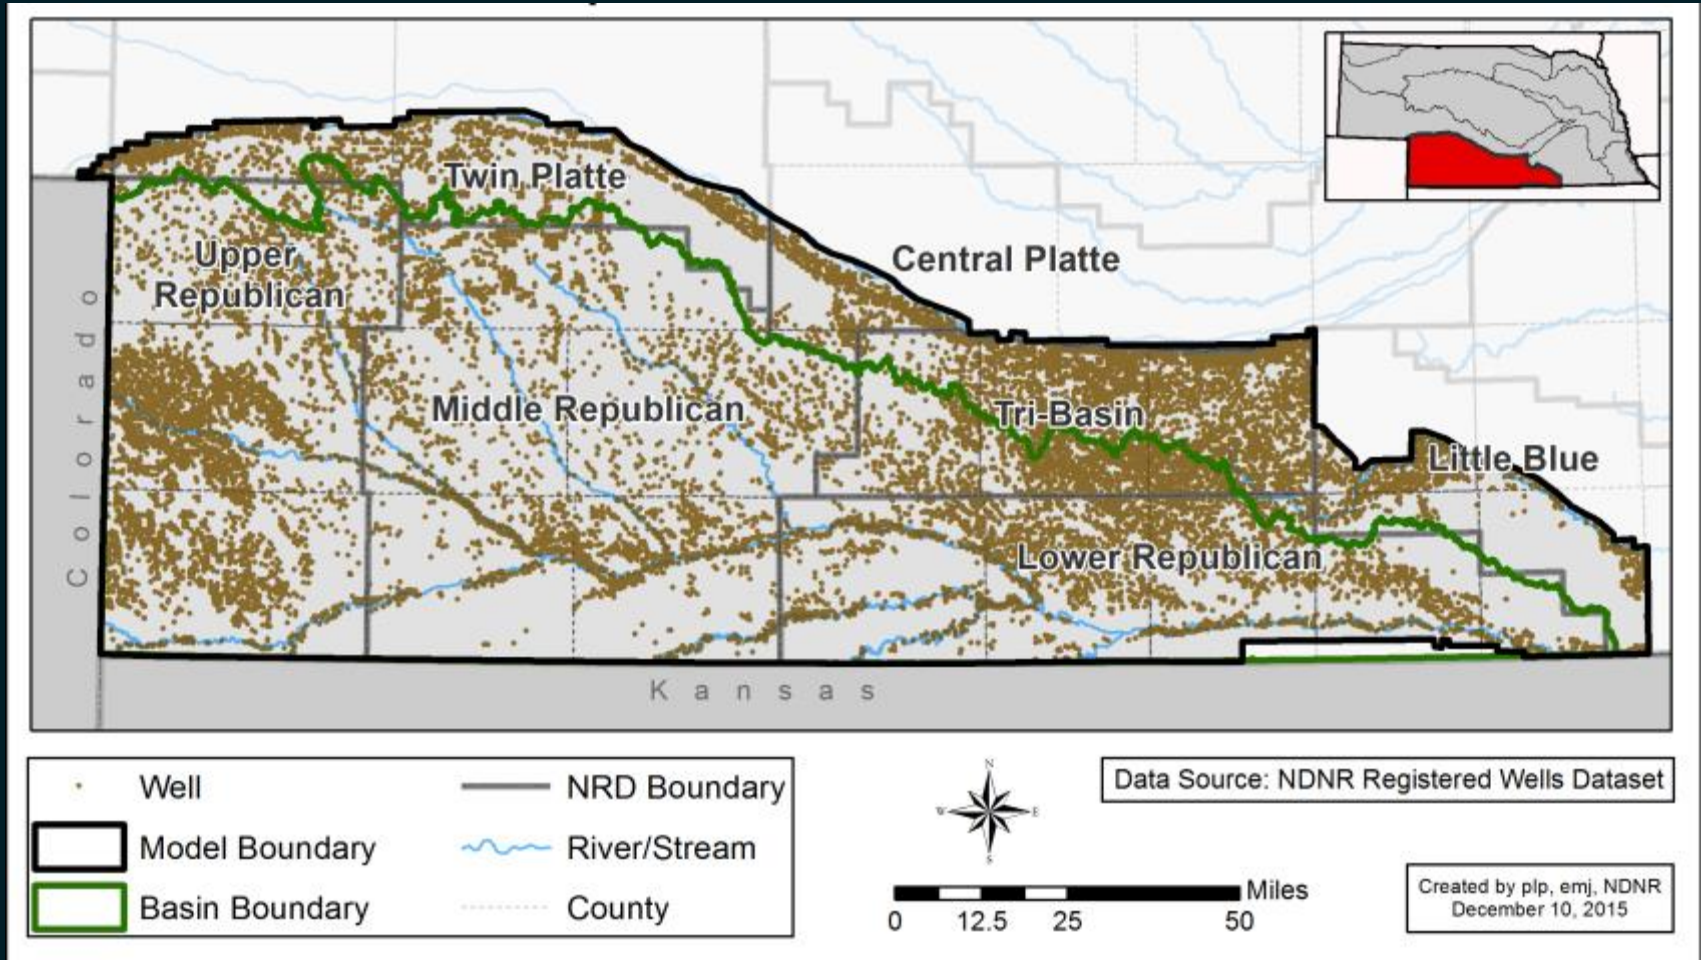 Twin Platte
Upper
Republican
Central Platte
Colorado
Middle Republican
Tri-Basin
Little Blue
Lower Republican
Kansas
Well
NRD Boundary
Model Boundary
River/Stream
Basin Boundary
County
N
W
E
S
Miles
0 12.5 25 50
Data Source: NDNR Registered Wells Dataset
Created by plp, emj, NDNR
December 10, 2015